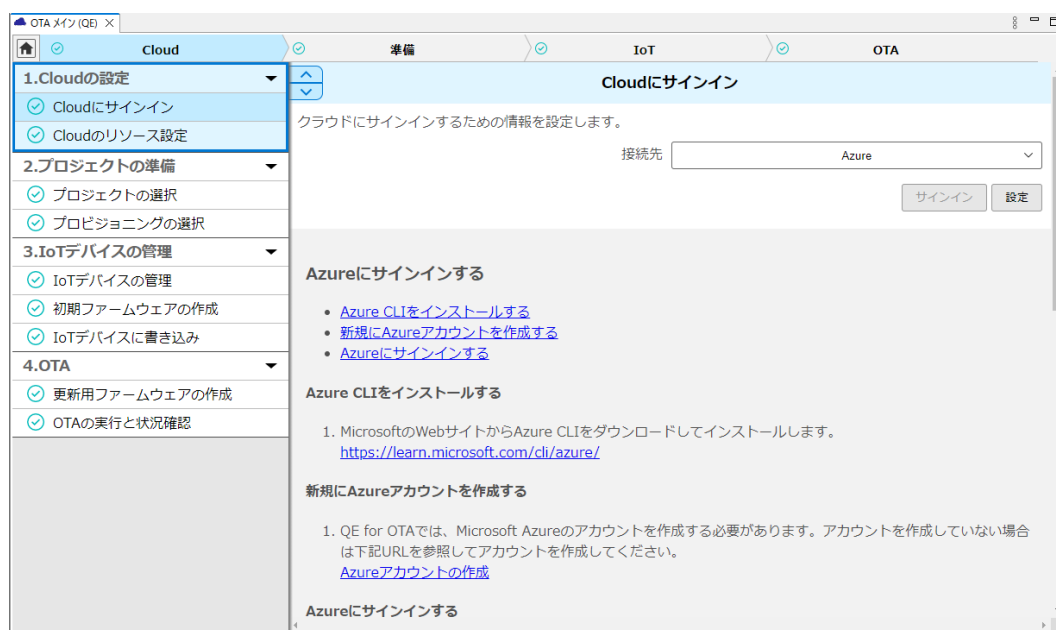 OTA メイン (QE)
Cloud
準備
IoT
OTA
1.Cloudの設定
Cloudにサインイン
Cloudのリソース設定
2.プロジェクトの準備
プロジェクトの選択
プロビジョニングの選択
3.IoTデバイスの管理
IoTデバイスの管理
初期ファームウェアの作成
IoTデバイスに書き込み
4.OTA
更新用ファームウェアの作成
OTAの実行と状況確認
Cloudにサインイン
クラウドにサインインするための情報を設定します。
接続先 Azure
サインイン 設定
Azureにサインインする
Azure CLIをインストールする
新規にAzureアカウントを作成する
Azureにサインインする
Azure CLIをインストールする
1. MicrosoftのWebサイトからAzure CLIをダウンロードしてインストールします。
https://learn.microsoft.com/cli/azure/
新規にAzureアカウントを作成する
1. QE for OTAでは、Microsoft Azureのアカウントを作成する必要があります。アカウントを作成していない場合
は下記URLを参照してアカウントを作成してください。
Azureアカウントの作成
Azureにサインインする